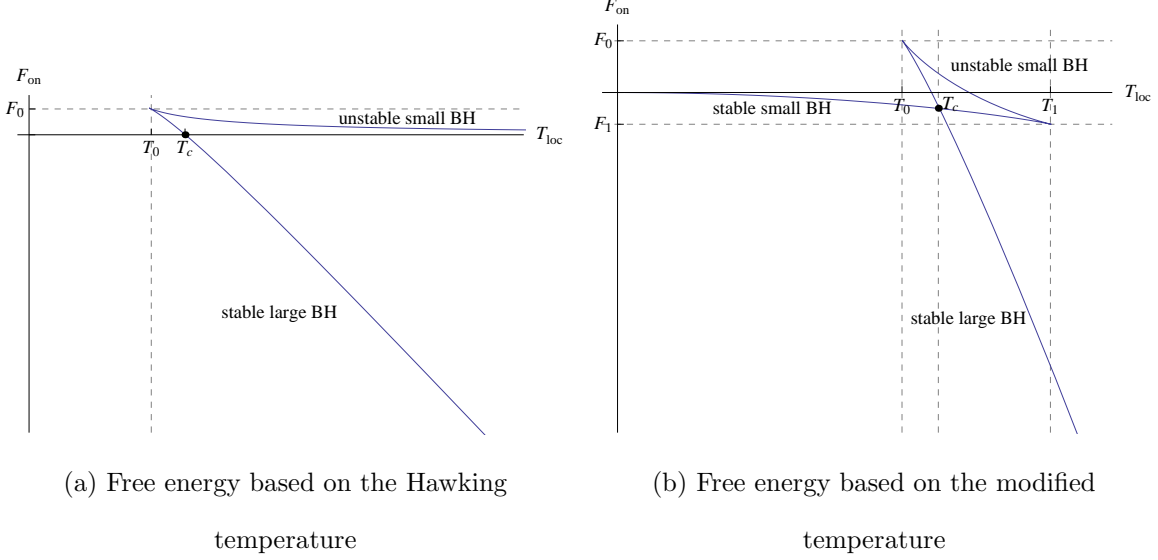 F_on
F_0
unstable small BH
T_loc
T_0
T_c
stable large BH
(a) Free energy based on the Hawking
temperature
F_on
F_0
unstable small BH
T_loc
T_0
T_c
T_1
stable small BH
F_1
stable large BH
(b) Free energy based on the modified
temperature